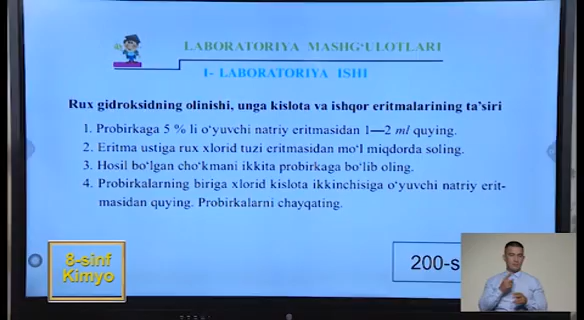 LABORATORIYA MASHG‘ULOTLARI
I- LABORATORIYA ISHI
Rux gidroksidning olinishi, unga kislota va ishqor eritmalarining ta’siri
1. Probirkaga 5 % li o‘yuvchi natriy eritmasidan 1—2 ml quying.
2. Eritma ustiga rux xlorid tuzi eritmasidan mo‘l miqdorda soling.
3. Hosil bo‘lgan cho‘kmani ikkita probirkaga bo‘lib oling.
4. Probirkalarning biriga xlorid kislota ikkinchisiga o‘yuvchi natriy erit-
masidan quying. Probirkalarni chayqating.
8-sinf
Kimyo
200-s